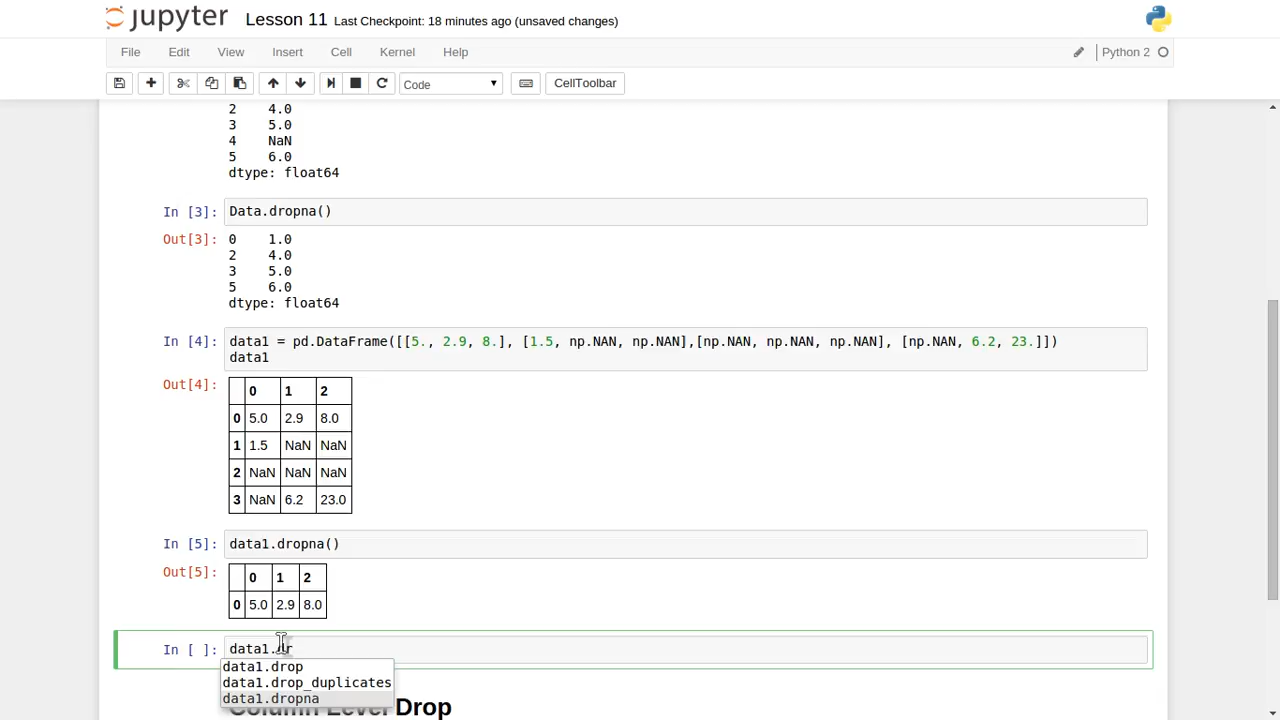 jupyter Lesson 11 Last Checkpoint: 18 minutes ago (unsaved changes)
File Edit View Insert Cell Kernel Help Python 2
Code CellToolbar
2 4.0
3 5.0
4 NaN
5 6.0
dtype: float64
In [3]: Data.dropna()
Out[3]: 0 1.0
2 4.0
3 5.0
5 6.0
dtype: float64
In [4]: data1 = pd.DataFrame([[5., 2.9, 8.], [1.5, np.NAN, np.NAN],[np.NAN, np.NAN, np.NAN], [np.NAN, 6.2, 23.]])
data1
Out[4]: 0 1 2
0 5.0 2.9 8.0
1 1.5 NaN NaN
2 NaN NaN NaN
3 NaN 6.2 23.0
In [5]: data1.dropna()
Out[5]: 0 1 2
0 5.0 2.9 8.0
In [ ]: data1.dr
data1.drop
data1.drop_duplicates
data1.dropna
Column Level Drop